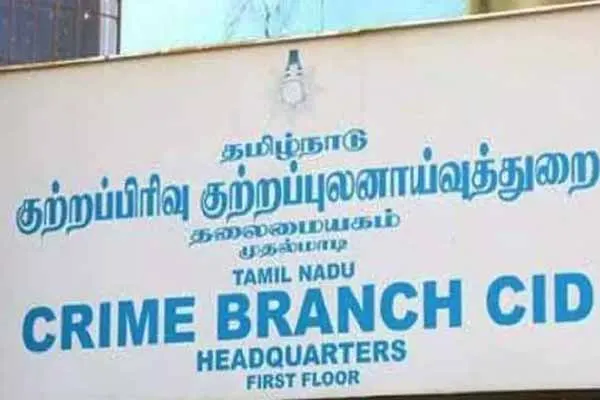 தமிழ்நாடு
குற்றப்பிரிவு குற்றப்புலனாய்வுத்துறை
தலைமையகம்
முதல்மாடி
TAMIL NADU
CRIME BRANCH CID
HEADQUARTERS
FIRST FLOOR